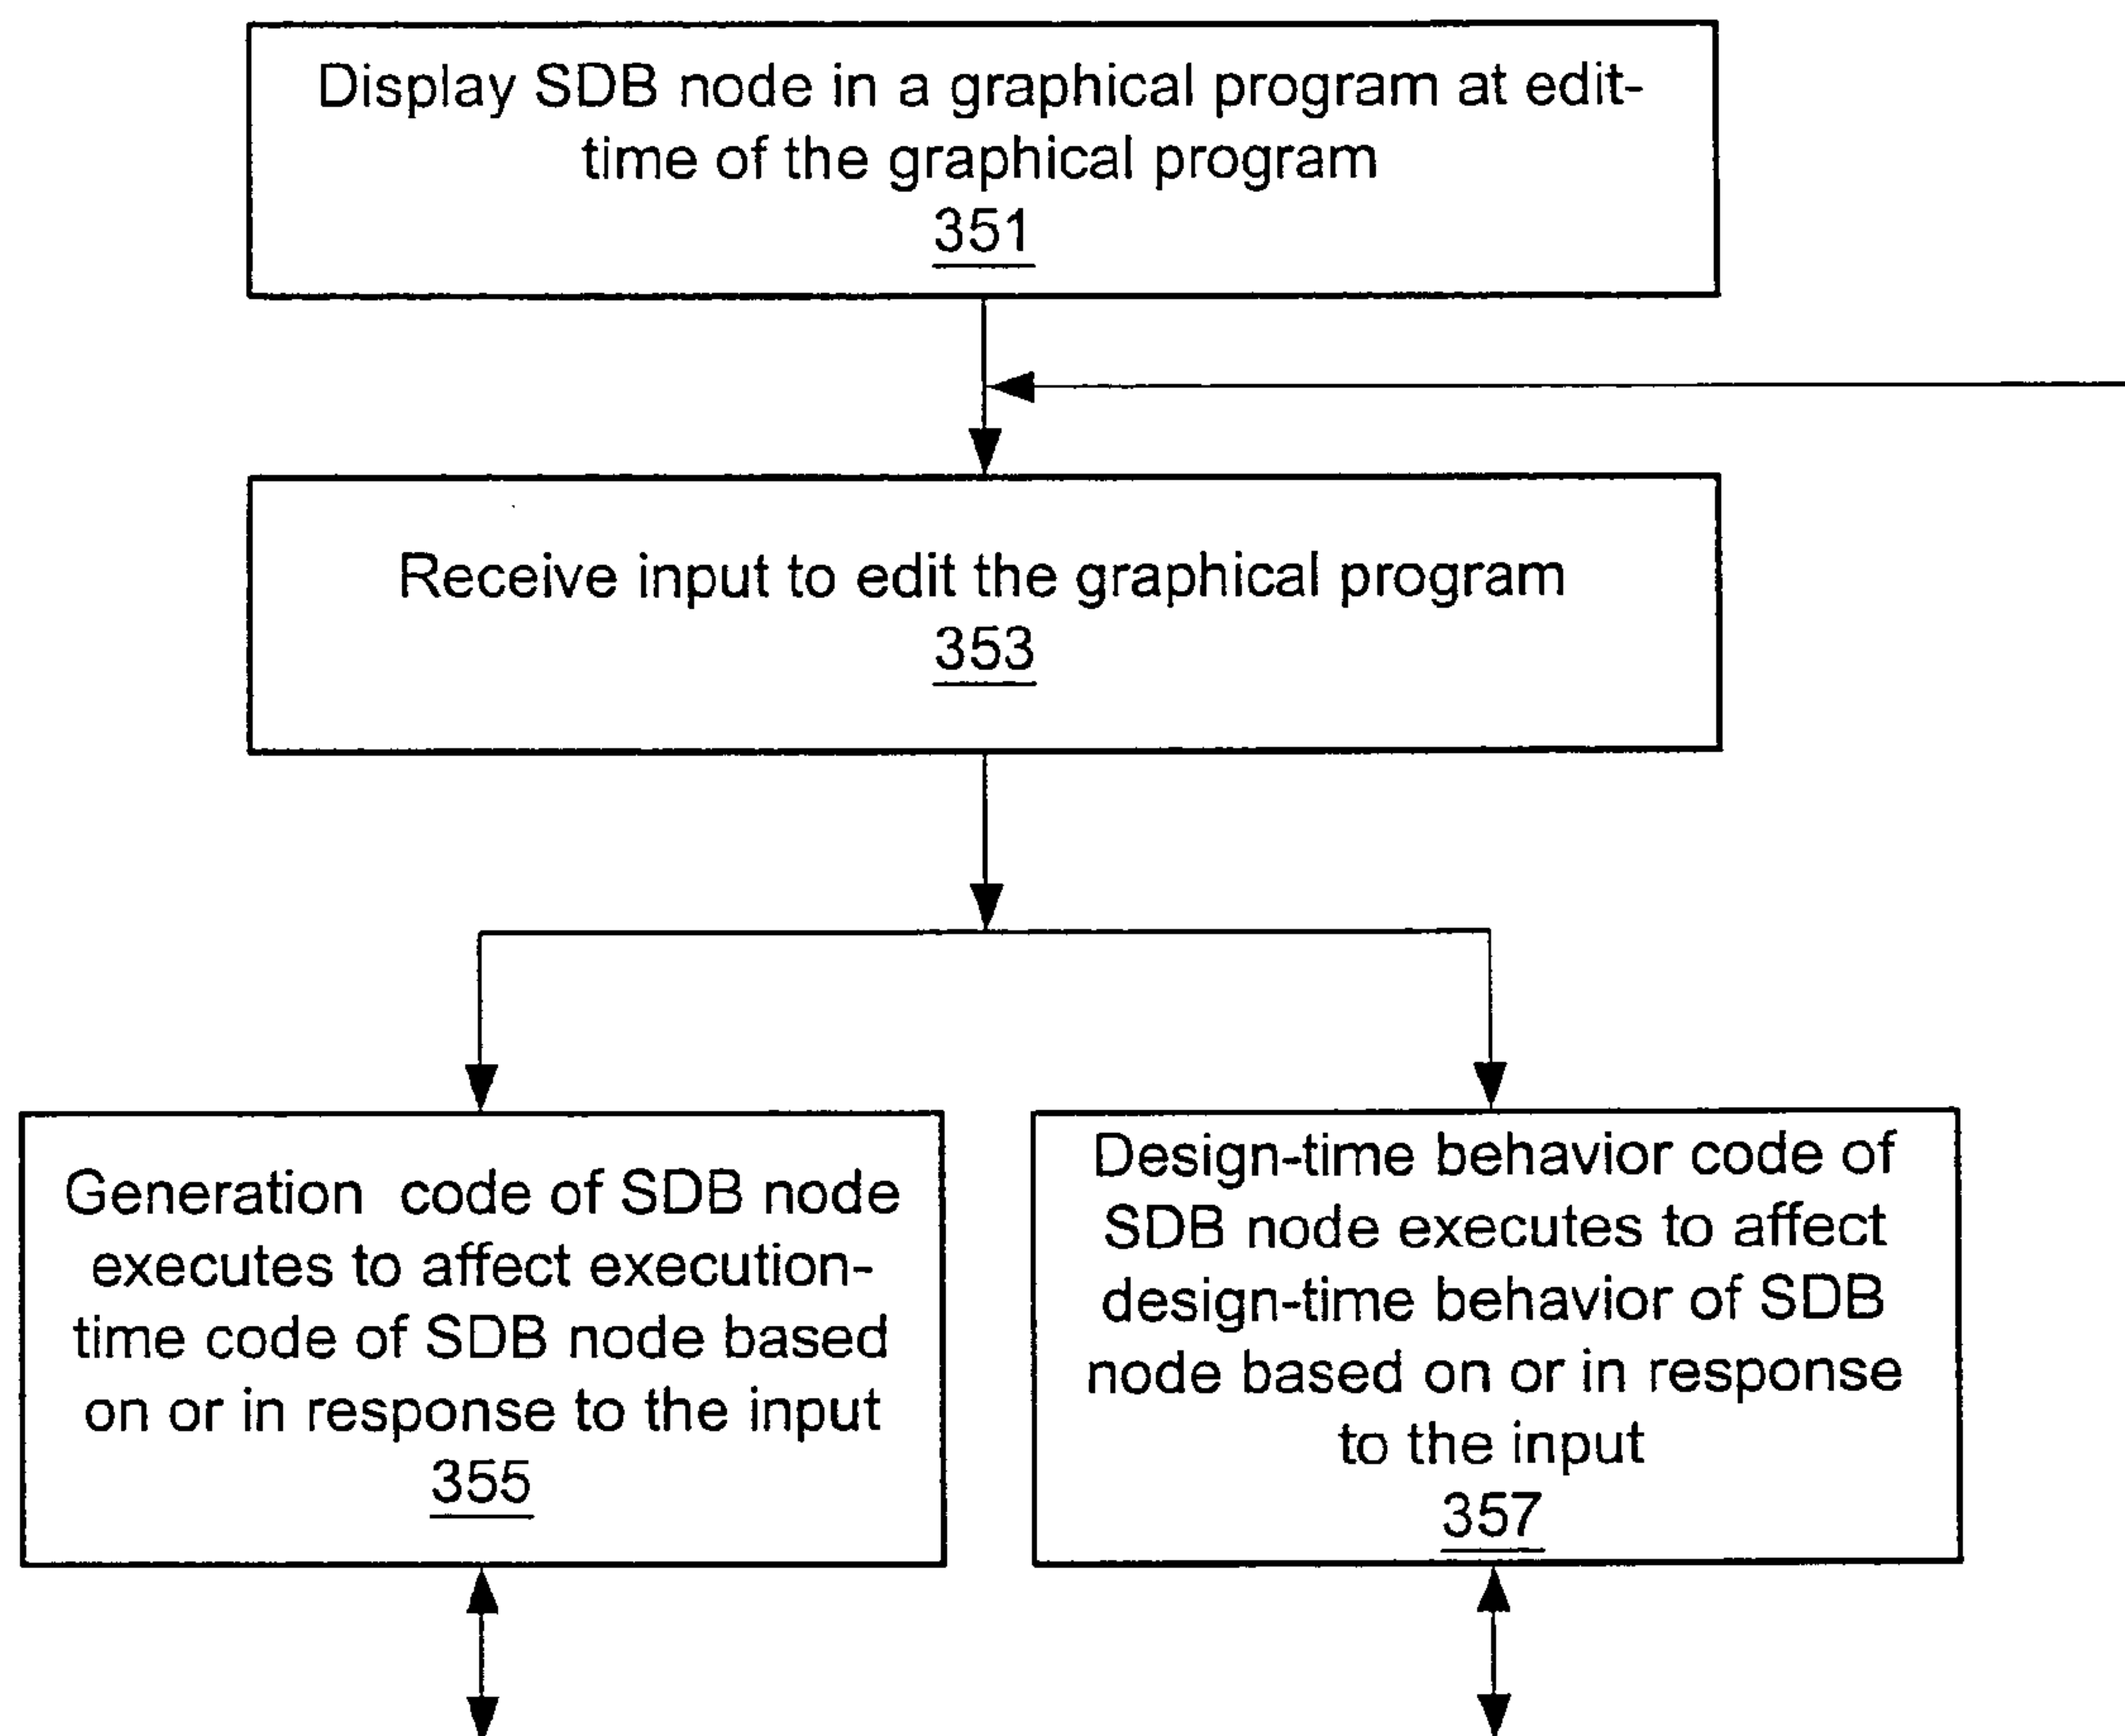 Display SDB node in a graphical program at edit-
time of the graphical program
351
Receive input to edit the graphical program
353
Generation code of SDB node
executes to affect execution-
time code of SDB node based
on or in response to the input
355
Design-time behavior code of
SDB node executes to affect
design-time behavior of SDB
node based on or in response
to the input
357